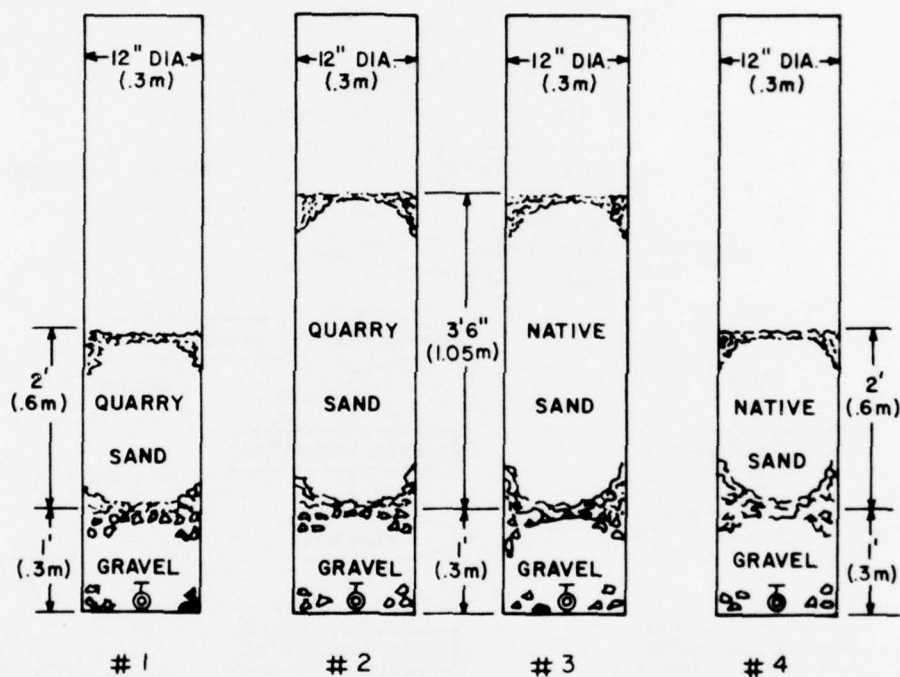 12" DIA.
(.3m)
12" DIA.
(.3m)
12" DIA.
(.3m)
12" DIA.
(.3m)
2'
(.6m)
QUARRY
SAND
QUARRY
SAND
3'6"
(1.05m)
NATIVE
SAND
NATIVE
SAND
2'
(.6m)
1'
(.3m)
GRAVEL
GRAVEL
1'
(.3m)
GRAVEL
GRAVEL
1'
(.3m)
#1
#2
#3
#4